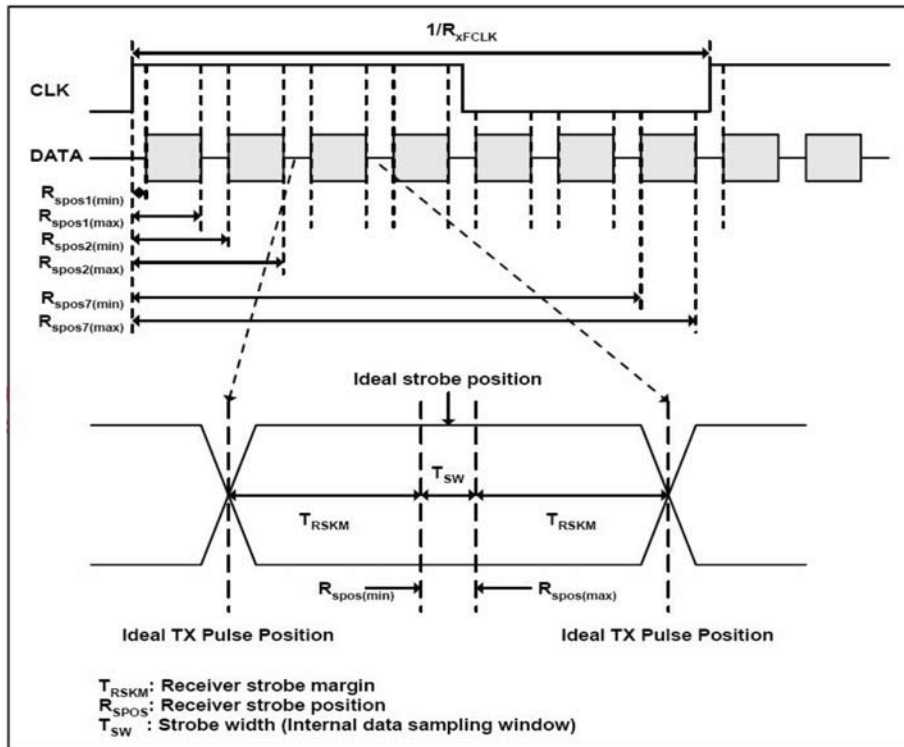 1/RxFCLK
CLK
DATA
Rspos1(min)
Rspos1(max)
Rspos2(min)
Rspos2(max)
Rspos7(min)
Rspos7(max)
Ideal strobe position
TSW
TRSKM TRSKM
Rspos(min) Rspos(max)
Ideal TX Pulse Position Ideal TX Pulse Position
TRSKM: Receiver strobe margin
RSPOS: Receiver strobe position
TSW : Strobe width (Internal data sampling window)